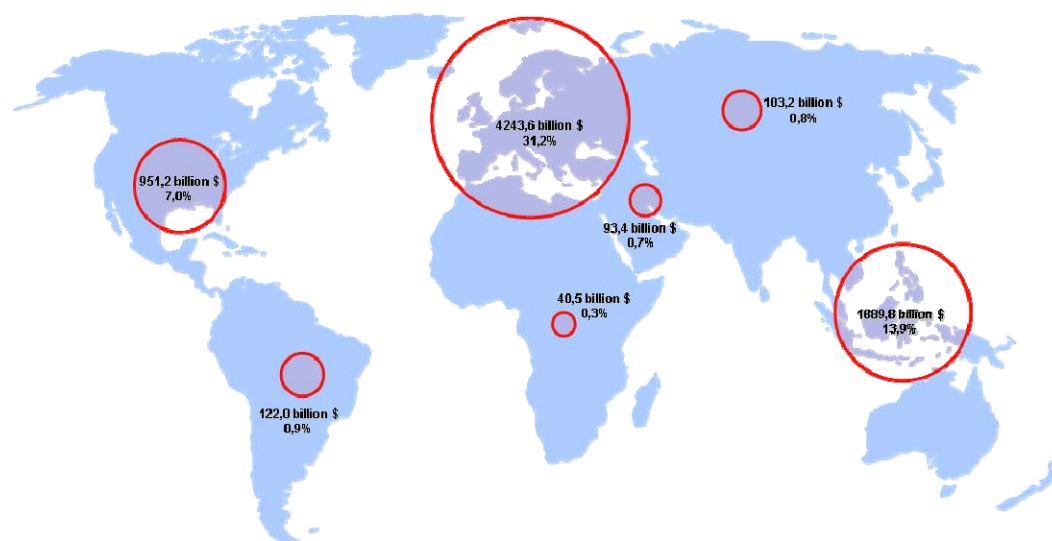 4243,6 billion $
31,2%
103,2 billion $
0,8%
951,2 billion $
7,0%
93,4 billion $
0,7%
40,5 billion $
0,3%
1889,8 billion $
13,9%
122,0 billion $
0,9%